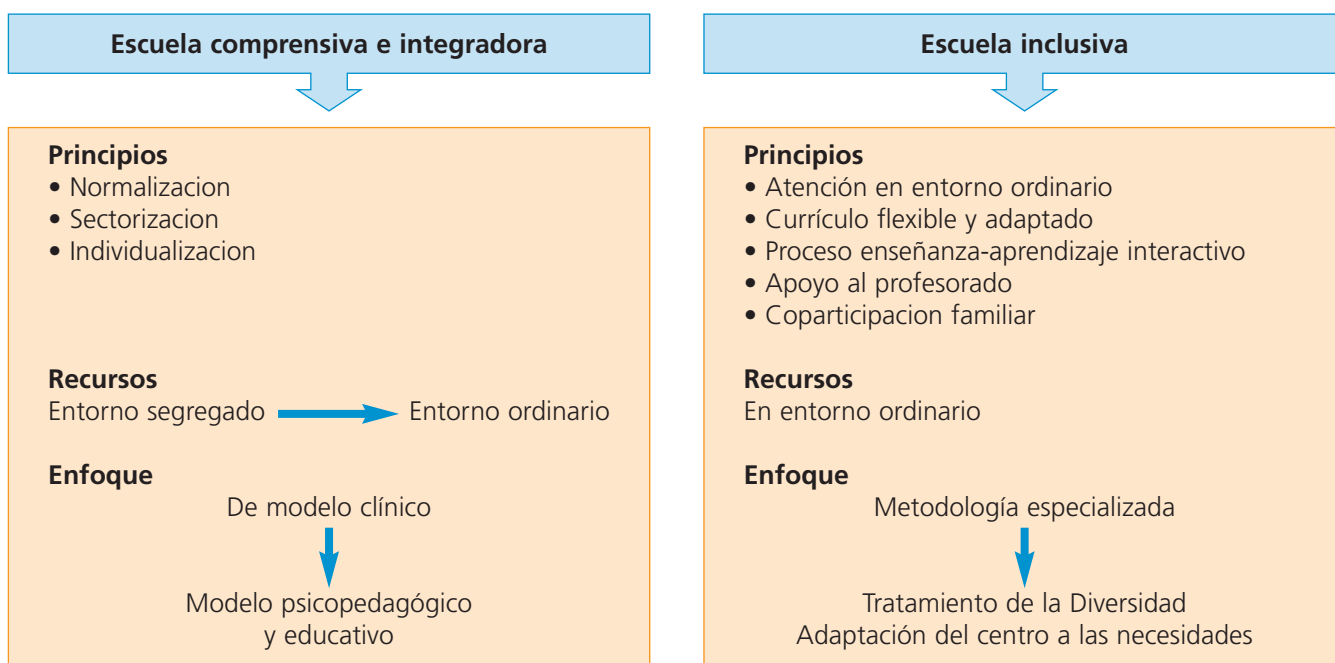 Escuela comprensiva e integradora
Principios
• Normalizacion
• Sectorizacion
• Individualizacion
Recursos
Entorno segregado Entorno ordinario
Enfoque
De modelo clínico
Modelo psicopedagógico
y educativo
Escuela inclusiva
Principios
• Atención en entorno ordinario
• Currículo flexible y adaptado
• Proceso enseñanza-aprendizaje interactivo
• Apoyo al profesorado
• Coparticipacion familiar
Recursos
En entorno ordinario
Enfoque
Metodología especializada
Tratamiento de la Diversidad
Adaptación del centro a las necesidades